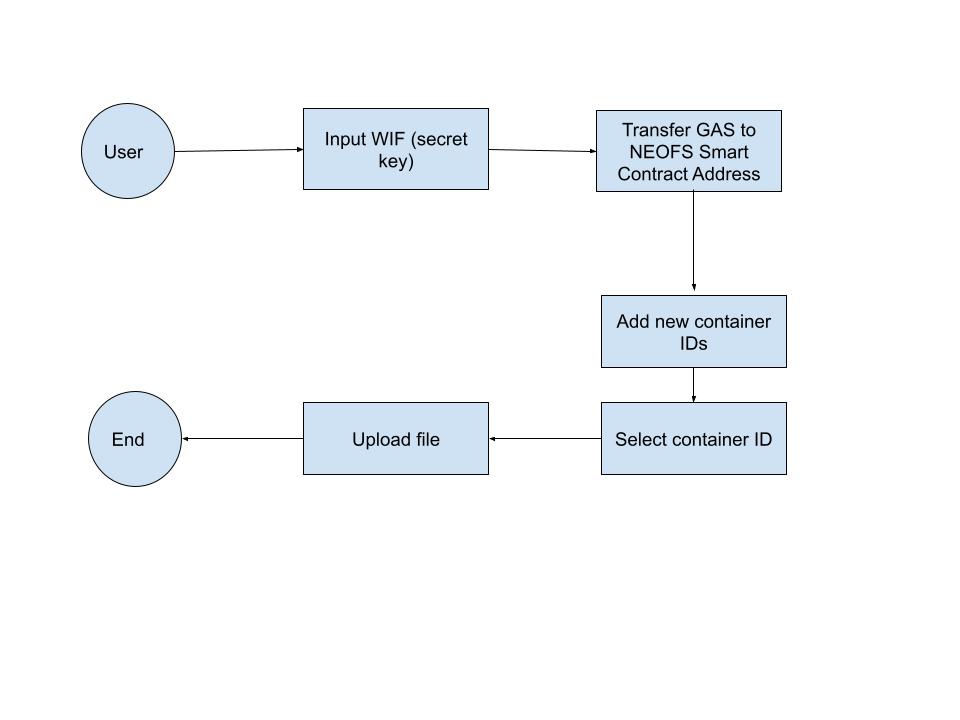 User
Input WIF (secret
key)
Transfer GAS to
NEOFS Smart
Contract Address
Add new container
IDs
Select container ID
Upload file
End